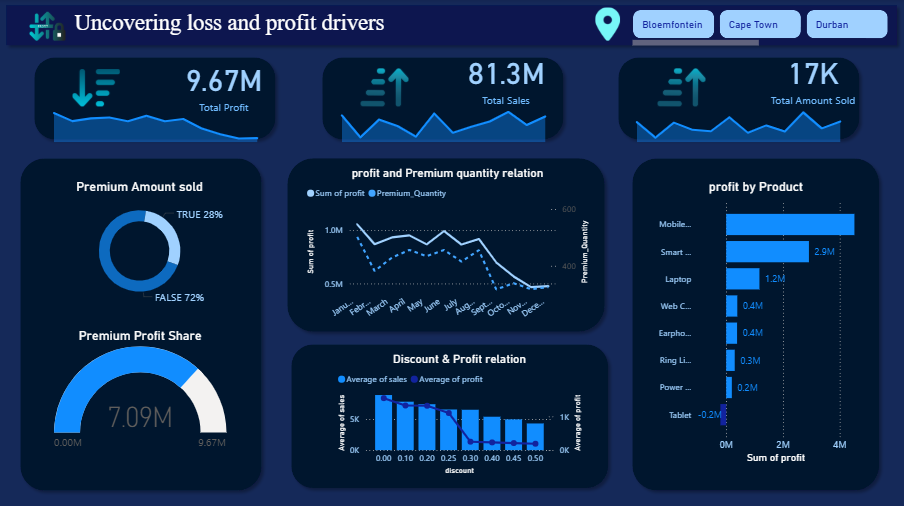 Uncovering loss and profit drivers
Bloemfontein
Cape Town
Durban
9.67M
Total Profit
81.3M
Total Sales
17K
Total Amount Sold
Premium Amount sold
TRUE 28%
FALSE 72%
Premium Profit Share
7.09M
0.00M
9.67M
profit and Premium quantity relation
Sum of profit
Premium_Quantity
Sum of profit
1.0M
0.5M
600
400
Premium_Quantity
Janu...
Febr...
March
April
May
June
July
Aug...
Sept...
Octo...
Nov...
Dece...
Discount & Profit relation
Average of sales
Average of profit
Average of sales
5K
0K
1K
0K
Average of profit
0.00
0.10
0.20
0.25
0.30
0.40
0.45
0.50
discount
profit by Product
Mobile...
Smart ...
2.9M
Laptop
1.2M
Web C...
0.4M
Earpho...
0.4M
Ring Li...
0.3M
Power ...
0.2M
Tablet
-0.2M
0M
2M
4M
Sum of profit